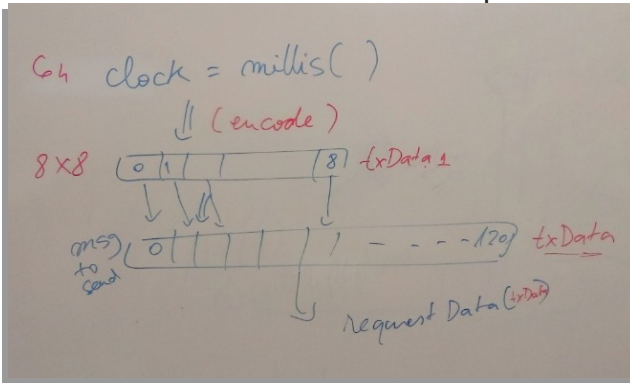 64 clock = millis( )
(encode)
8x8 0 1 8 txData1
msg to send 0 - - - - - 120 txData
request Data (txData)